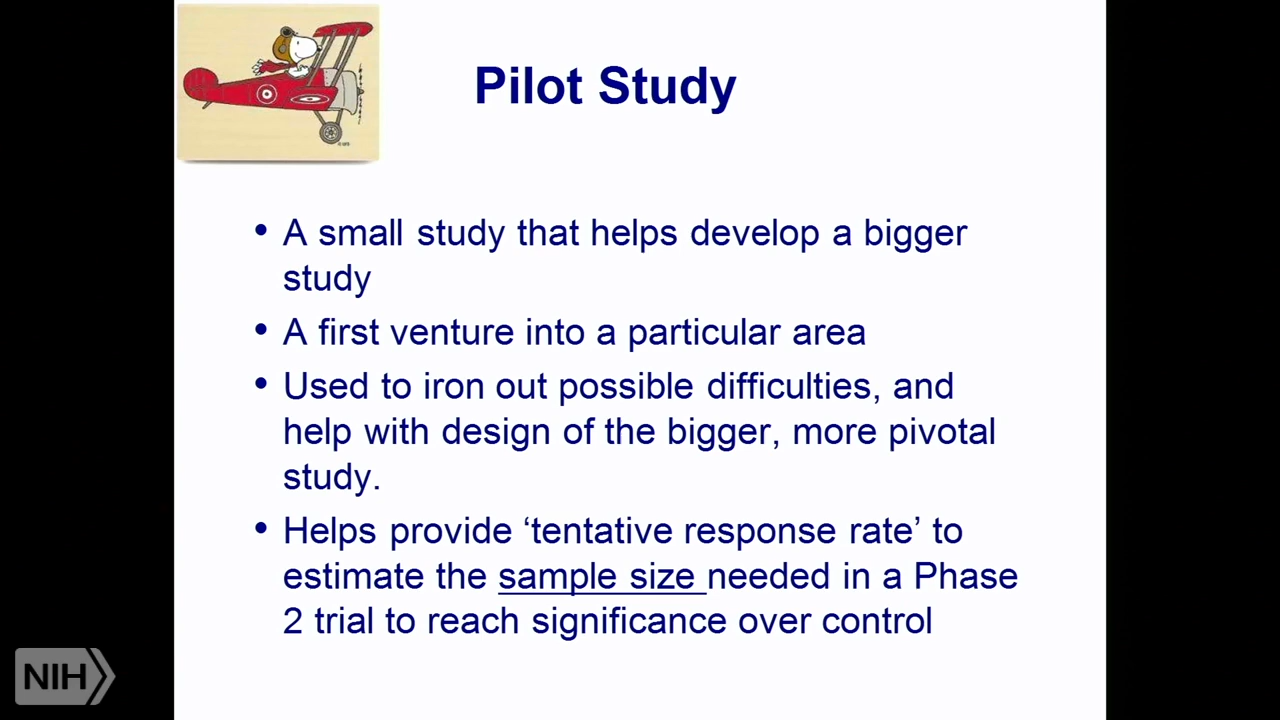 Pilot Study
• A small study that helps develop a bigger
study
• A first venture into a particular area
• Used to iron out possible difficulties, and
help with design of the bigger, more pivotal
study.
• Helps provide ‘tentative response rate’ to
estimate the sample size needed in a Phase
2 trial to reach significance over control
NIH